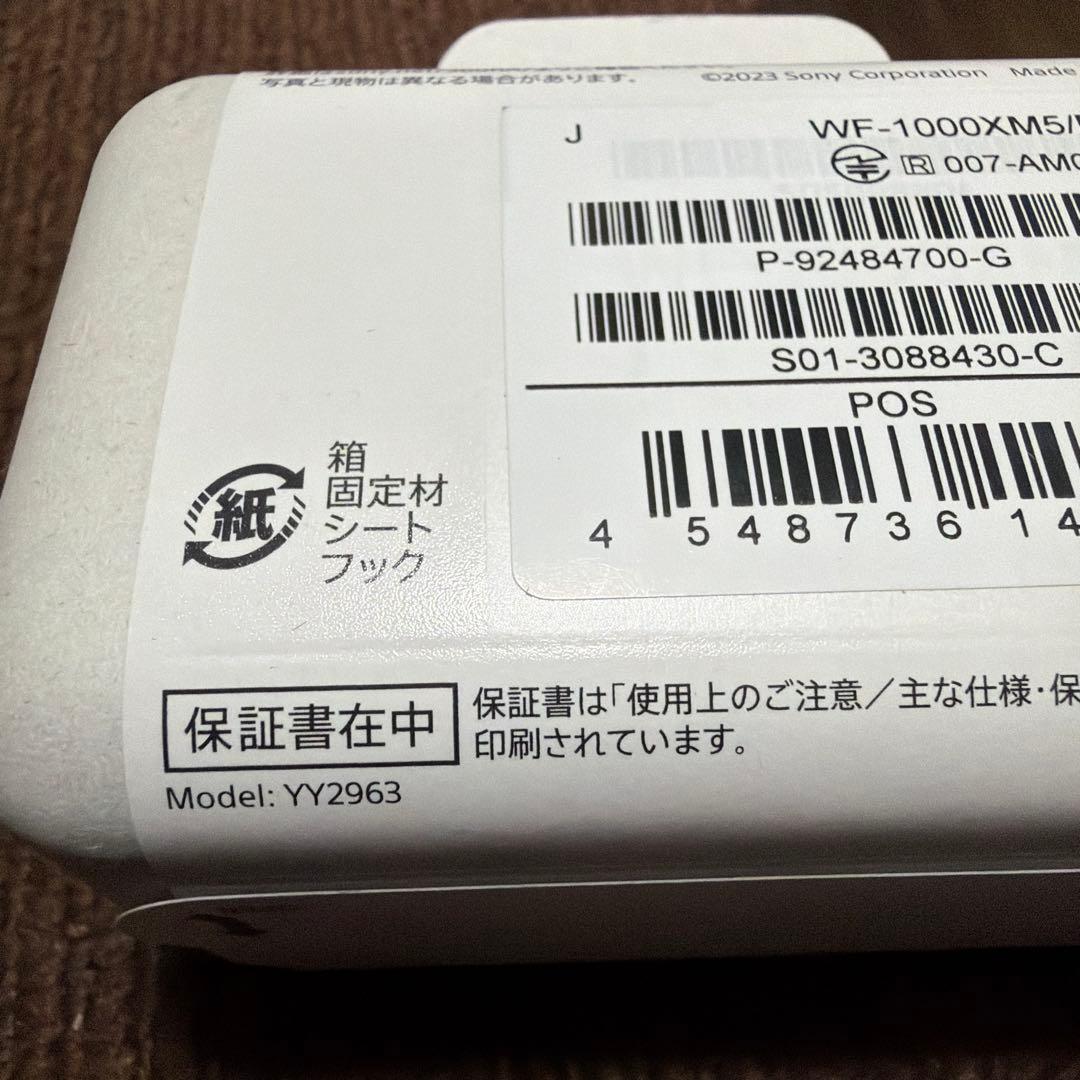 写真と現物は異なる場合があります。
©2023 Sony Corporation Made
J
WF-1000XM5/
R 007-AM
P-92484700-G
S01-3088430-C
POS
4 548736 14
紙
箱
固定材
シート
フック
保証書在中
保証書は「使用上のご注意／主な仕様・保
印刷されています。
Model: YY2963